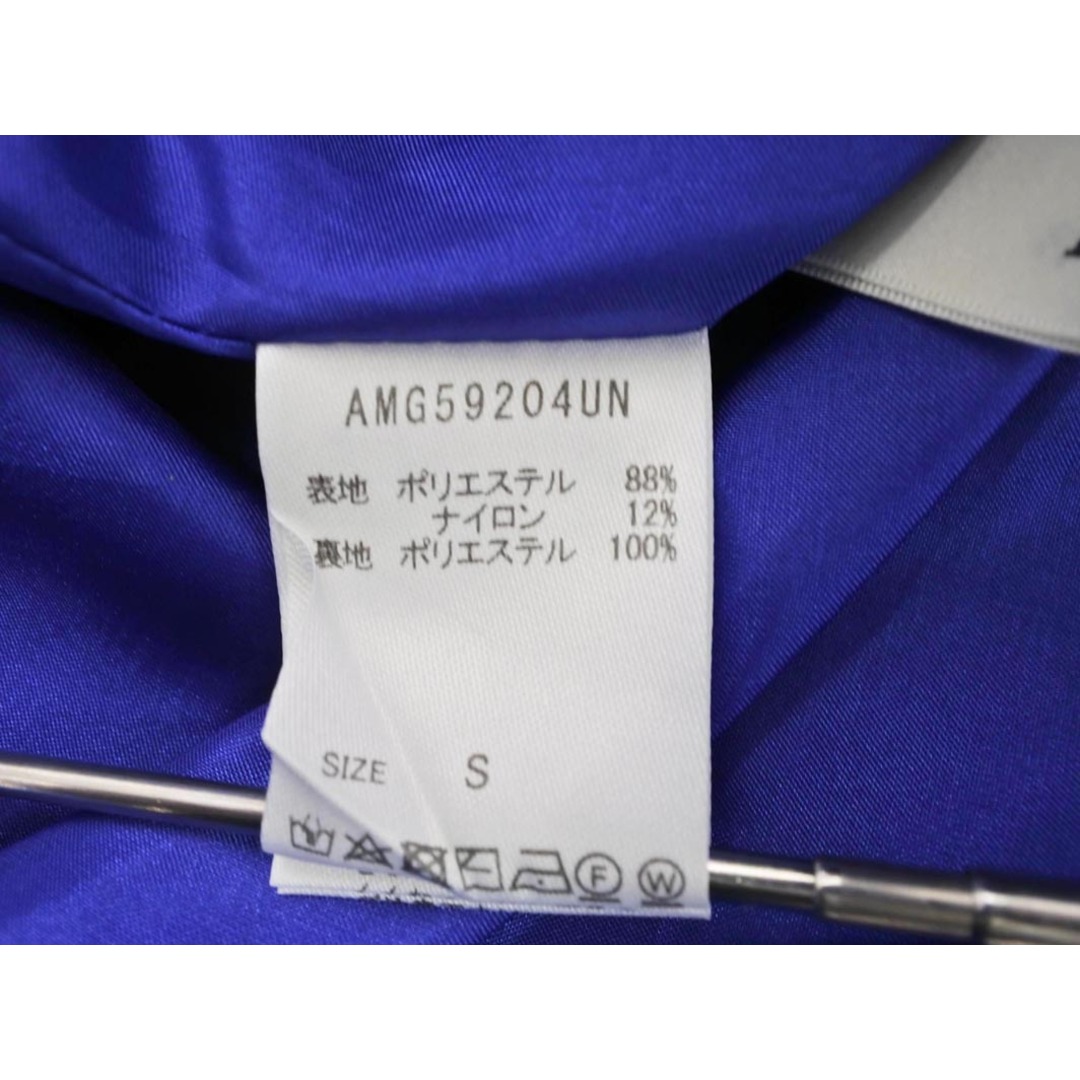 AMG59204UN
表地 ポリエステル 88%
ナイロン 12%
裏地 ポリエステル 100%
SIZE S
F W